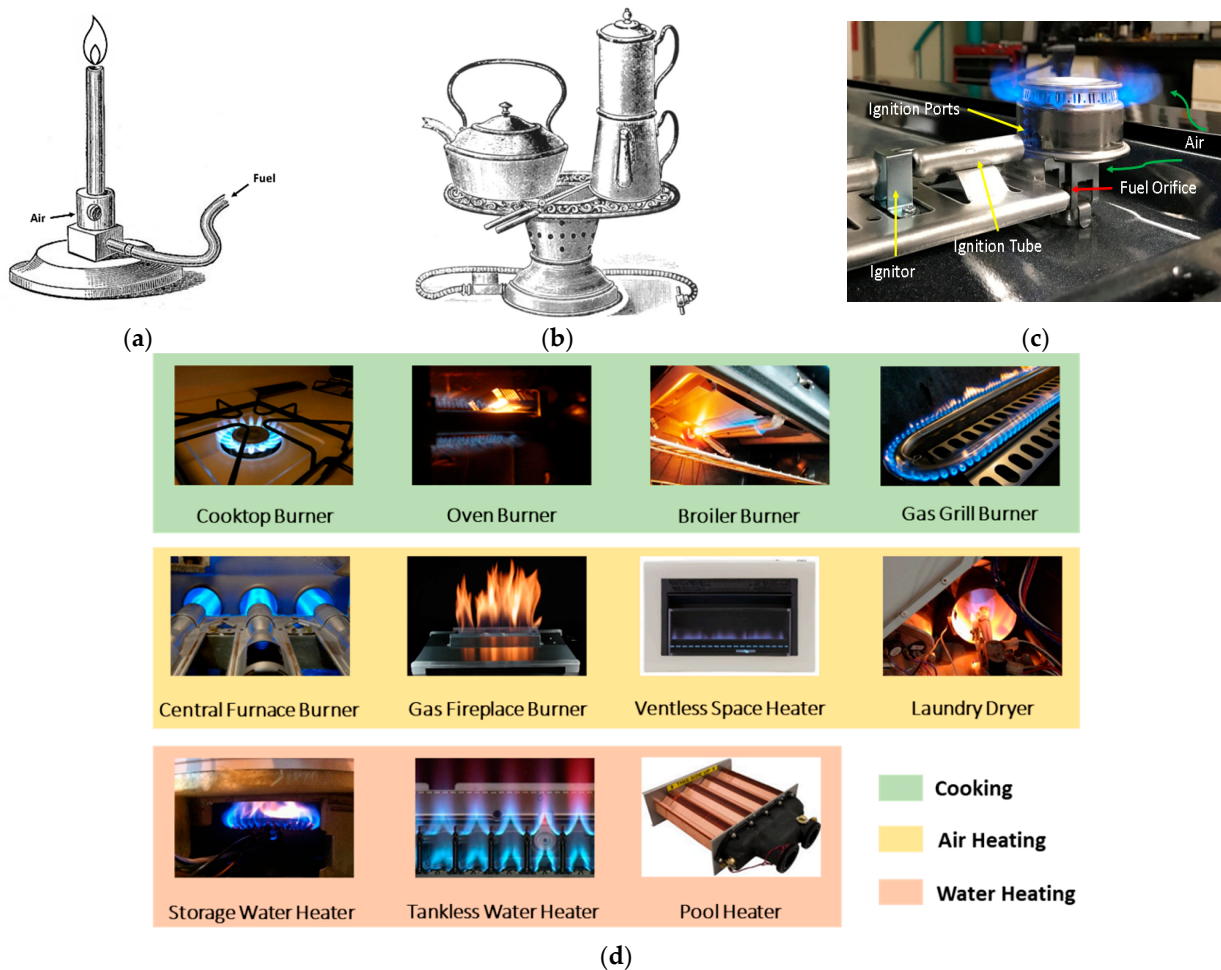 Fuel
Air
Ignition Ports
Air
Fuel Orifice
Ignition Tube
Ignitor
(a)
(b)
(c)
Cooktop Burner
Oven Burner
Broiler Burner
Gas Grill Burner
Central Furnace Burner
Gas Fireplace Burner
Ventless Space Heater
Laundry Dryer
Storage Water Heater
Tankless Water Heater
Pool Heater
Cooking
Air Heating
Water Heating
(d)